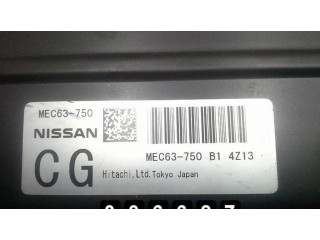 MEC63-750
NISSAN
CG
MEC63-750 B1 4Z13
Hitachi,Ltd.Tokyo Japan